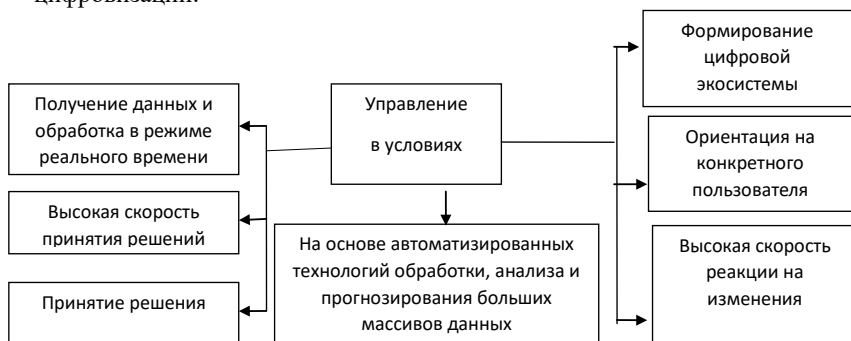 цифровизации.
Формирование
цифровой
экосистемы
Получение данных и
обработка в режиме
реального времени
Управление
в условиях
Ориентация на
конкретного
пользователя
Высокая скорость
принятия решений
На основе автоматизированных
технологий обработки, анализа и
прогнозирования больших
массивов данных
Высокая скорость
реакции на
изменения
Принятие решения